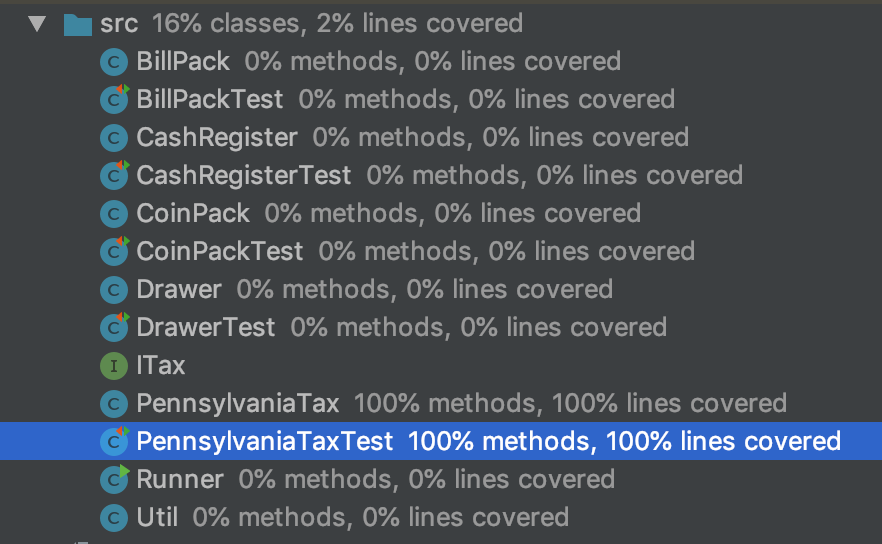 src 16% classes, 2% lines covered
C BillPack 0% methods, 0% lines covered
C BillPackTest 0% methods, 0% lines covered
C CashRegister 0% methods, 0% lines covered
C CashRegisterTest 0% methods, 0% lines covered
C CoinPack 0% methods, 0% lines covered
C CoinPackTest 0% methods, 0% lines covered
C Drawer 0% methods, 0% lines covered
C DrawerTest 0% methods, 0% lines covered
I ITax
C PennsylvaniaTax 100% methods, 100% lines covered
C PennsylvaniaTaxTest 100% methods, 100% lines covered
C Runner 0% methods, 0% lines covered
C Util 0% methods, 0% lines covered